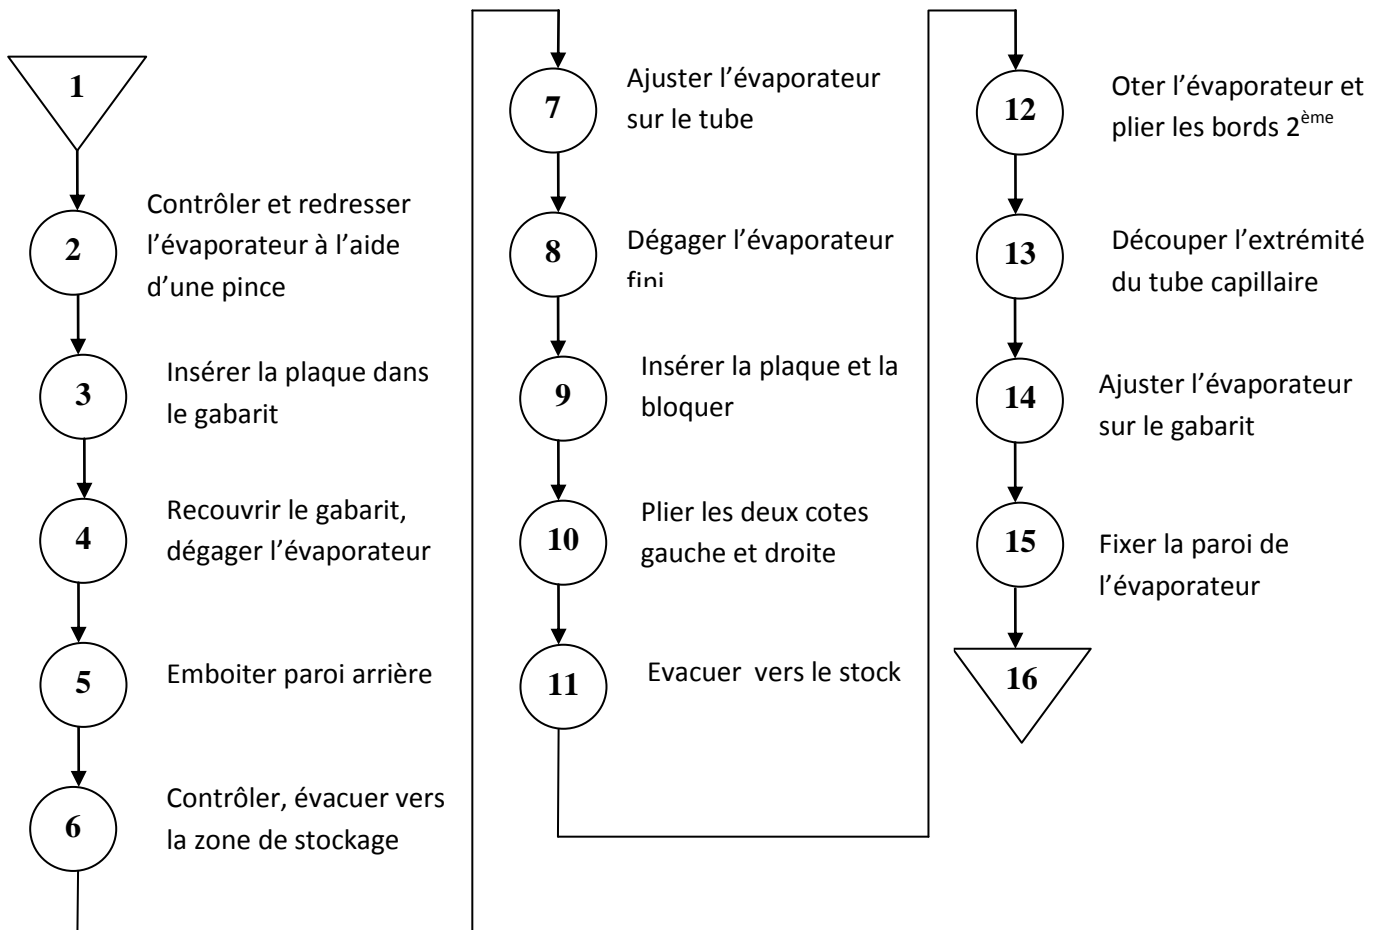 1
2
Contrôler et redresser
l’évaporateur à l’aide
d’une pince
3
Insérer la plaque dans
le gabarit
4
Recouvrir le gabarit,
dégager l’évaporateur
5
Emboiter paroi arrière
6
Contrôler, évacuer vers
la zone de stockage
7
Ajuster l’évaporateur
sur le tube
8
Dégager l’évaporateur
fini
9
Insérer la plaque et la
bloquer
10
Plier les deux cotes
gauche et droite
11
Evacuer vers le stock
12
Oter l’évaporateur et
plier les bords 2ème
13
Découper l’extrémité
du tube capillaire
14
Ajuster l’évaporateur
sur le gabarit
15
Fixer la paroi de
l’évaporateur
16